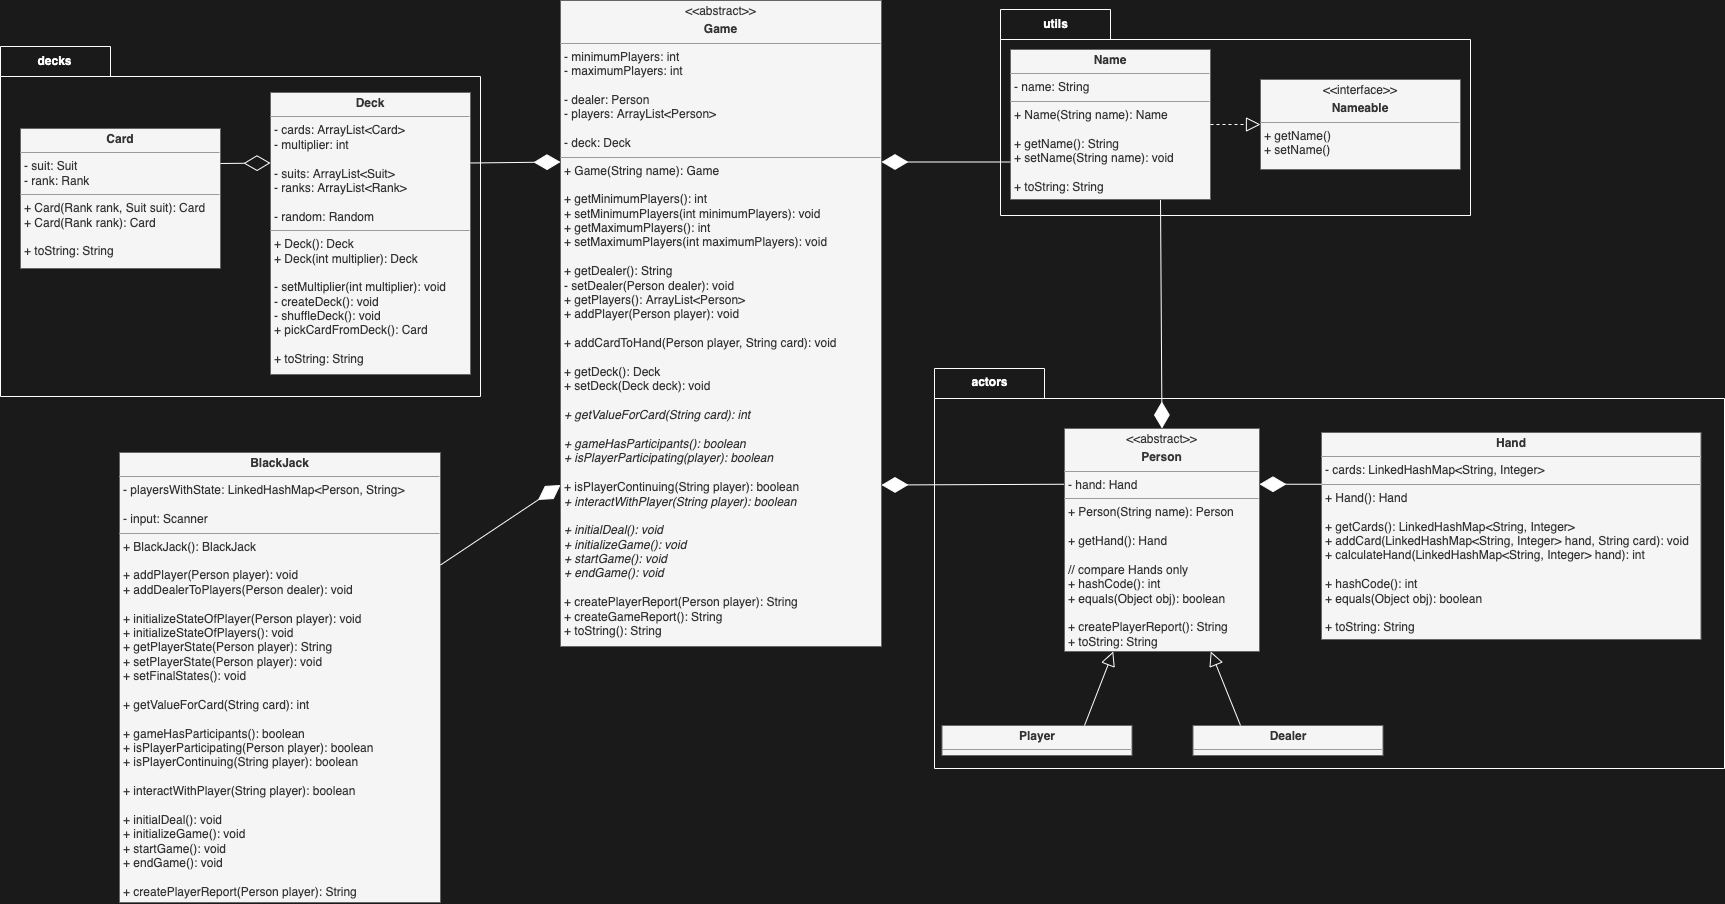 decks
Card
- suit: Suit
- rank: Rank
+ Card(Rank rank, Suit suit): Card
+ Card(Rank rank): Card
+ toString: String
Deck
- cards: ArrayList<Card>
- multiplier: int
- suits: ArrayList<Suit>
- ranks: ArrayList<Rank>
- random: Random
+ Deck(): Deck
+ Deck(int multiplier): Deck
- setMultiplier(int multiplier): void
- createDeck(): void
- shuffleDeck(): void
+ pickCardFromDeck(): Card
+ toString: String
<<abstract>>
Game
- minimumPlayers: int
- maximumPlayers: int
- dealer: Person
- players: ArrayList<Person>
- deck: Deck
+ Game(String name): Game
+ getMinimumPlayers(): int
+ setMinimumPlayers(int minimumPlayers): void
+ getMaximumPlayers(): int
+ setMaximumPlayers(int maximumPlayers): void
+ getDealer(): String
- setDealer(Person dealer): void
+ getPlayers(): ArrayList<Person>
+ addPlayer(Person player): void
+ addCardToHand(Person player, String card): void
+ getDeck(): Deck
+ setDeck(Deck deck): void
+ getValueForCard(String card): int
+ gameHasParticipants(): boolean
+ isPlayerParticipating(player): boolean
+ isPlayerContinuing(String player): boolean
+ interactWithPlayer(String player): boolean
+ initialDeal(): void
+ initializeGame(): void
+ startGame(): void
+ endGame(): void
+ createPlayerReport(Person player): String
+ createGameReport(): String
+ toString(): String
utils
Name
- name: String
+ Name(String name): Name
+ getName(): String
+ setName(String name): void
+ toString: String
<<interface>>
Nameable
+ getName()
+ setName()
BlackJack
- playersWithState: LinkedHashMap<Person, String>
- input: Scanner
+ BlackJack(): BlackJack
+ addPlayer(Person player): void
+ addDealerToPlayers(Person dealer): void
+ initializeStateOfPlayer(Person player): void
+ initializeStateOfPlayers(): void
+ getPlayerState(Person player): String
+ setPlayerState(Person player): void
+ setFinalStates(): void
+ getValueForCard(String card): int
+ gameHasParticipants(): boolean
+ isPlayerParticipating(Person player): boolean
+ isPlayerContinuing(String player): boolean
+ interactWithPlayer(String player): boolean
+ initialDeal(): void
+ initializeGame(): void
+ startGame(): void
+ endGame(): void
+ createPlayerReport(Person player): String
actors
<<abstract>>
Person
- hand: Hand
+ Person(String name): Person
+ getHand(): Hand
// compare Hands only
+ hashCode(): int
+ equals(Object obj): boolean
+ createPlayerReport(): String
+ toString: String
Hand
- cards: LinkedHashMap<String, Integer>
+ Hand(): Hand
+ getCards(): LinkedHashMap<String, Integer>
+ addCard(LinkedHashMap<String, Integer> hand, String card): void
+ calculateHand(LinkedHashMap<String, Integer> hand): int
+ hashCode(): int
+ equals(Object obj): boolean
+ toString: String
Player
Dealer